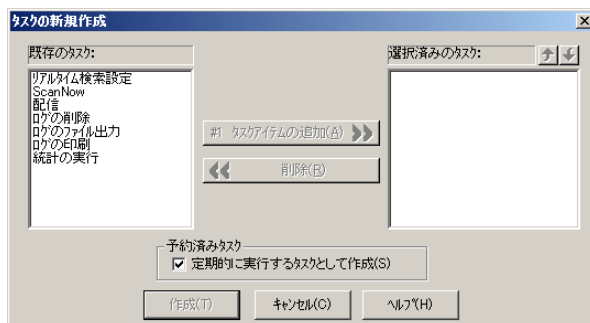 タスクの新規作成
既存のタスク:
選択済みのタスク:
リアルタイム検索設定
ScanNow
配信
ログの削除
ログのファイル出力
ログの印刷
統計の実行
#1 タスクアイテムの追加(A)
削除(R)
予約済みタスク
定期的に実行するタスクとして作成(S)
作成(T)
キャンセル(C)
ヘルプ(H)